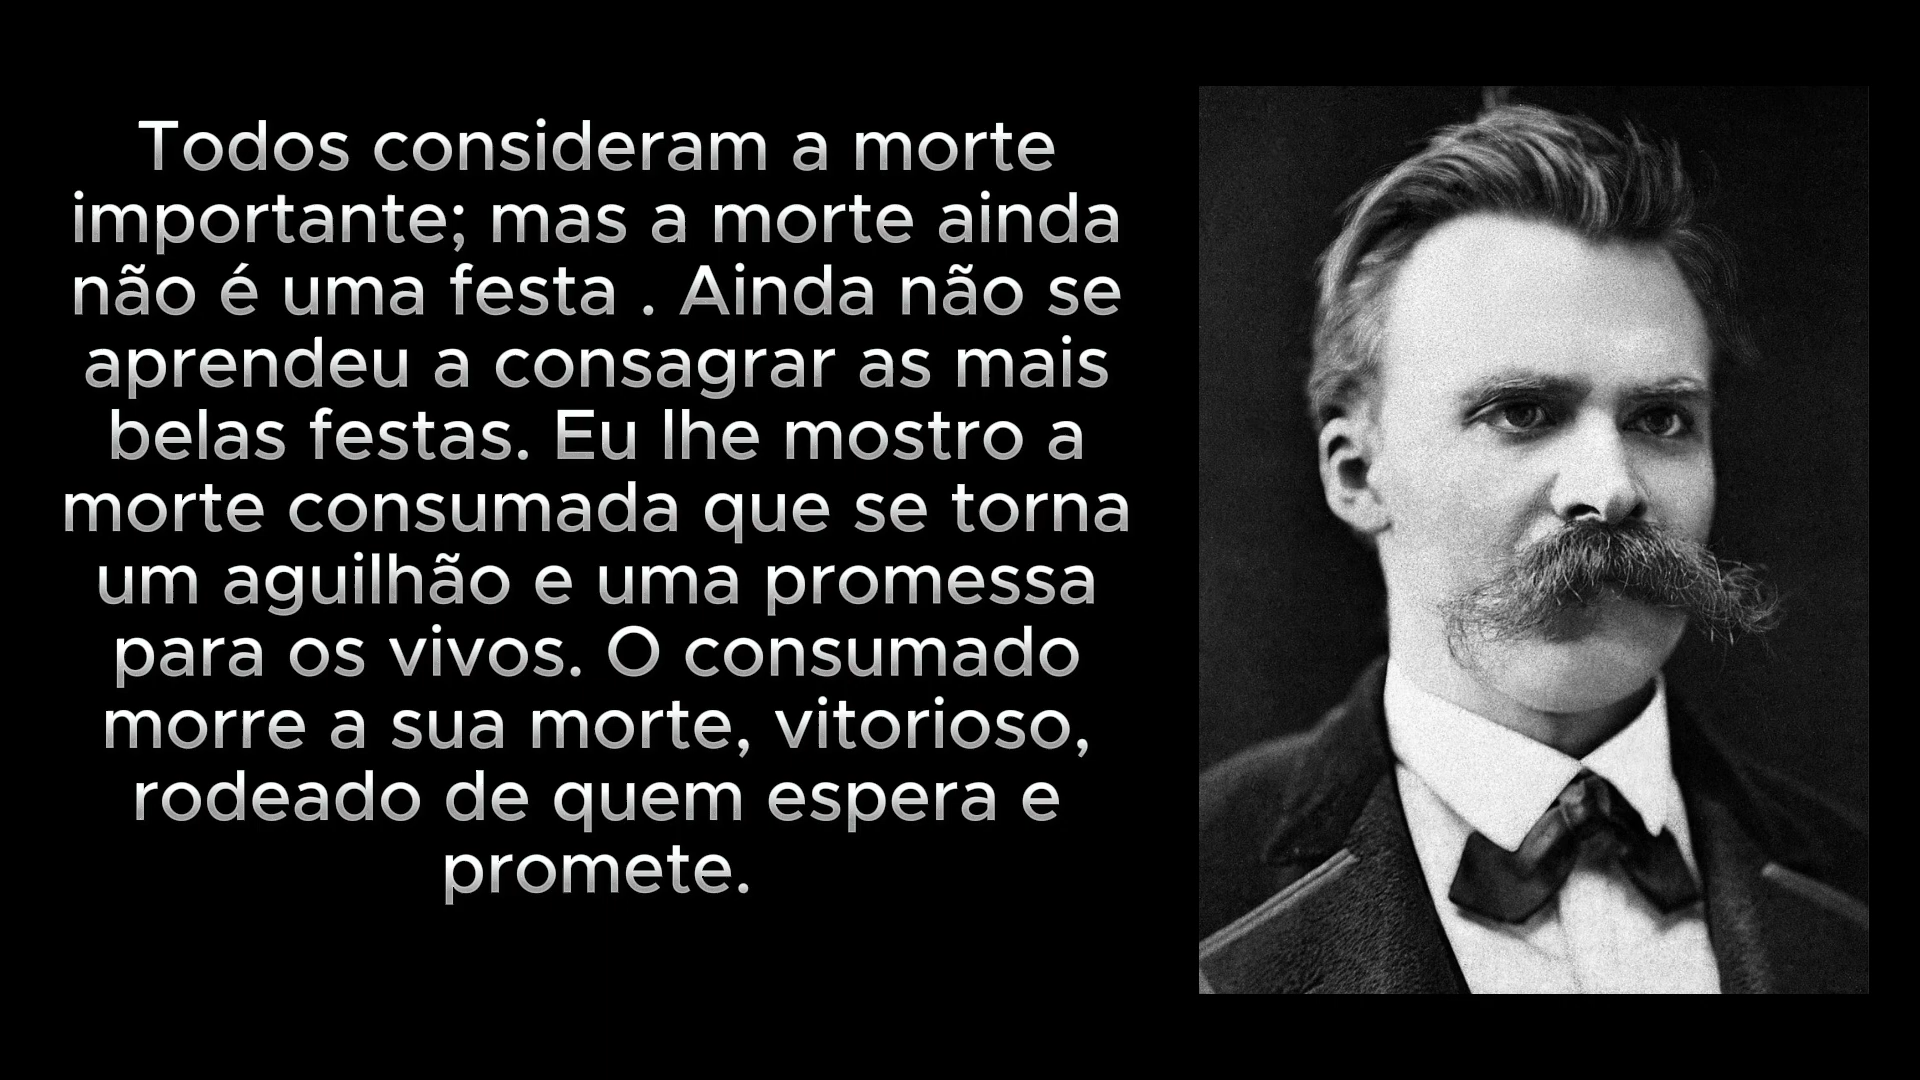 Todos consideram a morte
importante; mas a morte ainda
não é uma festa . Ainda não se
aprendeu a consagrar as mais
belas festas. Eu lhe mostro a
morte consumada que se torna
um aguilhão e uma promessa
para os vivos. O consumado
morre a sua morte, vitorioso,
rodeado de quem espera e
promete.